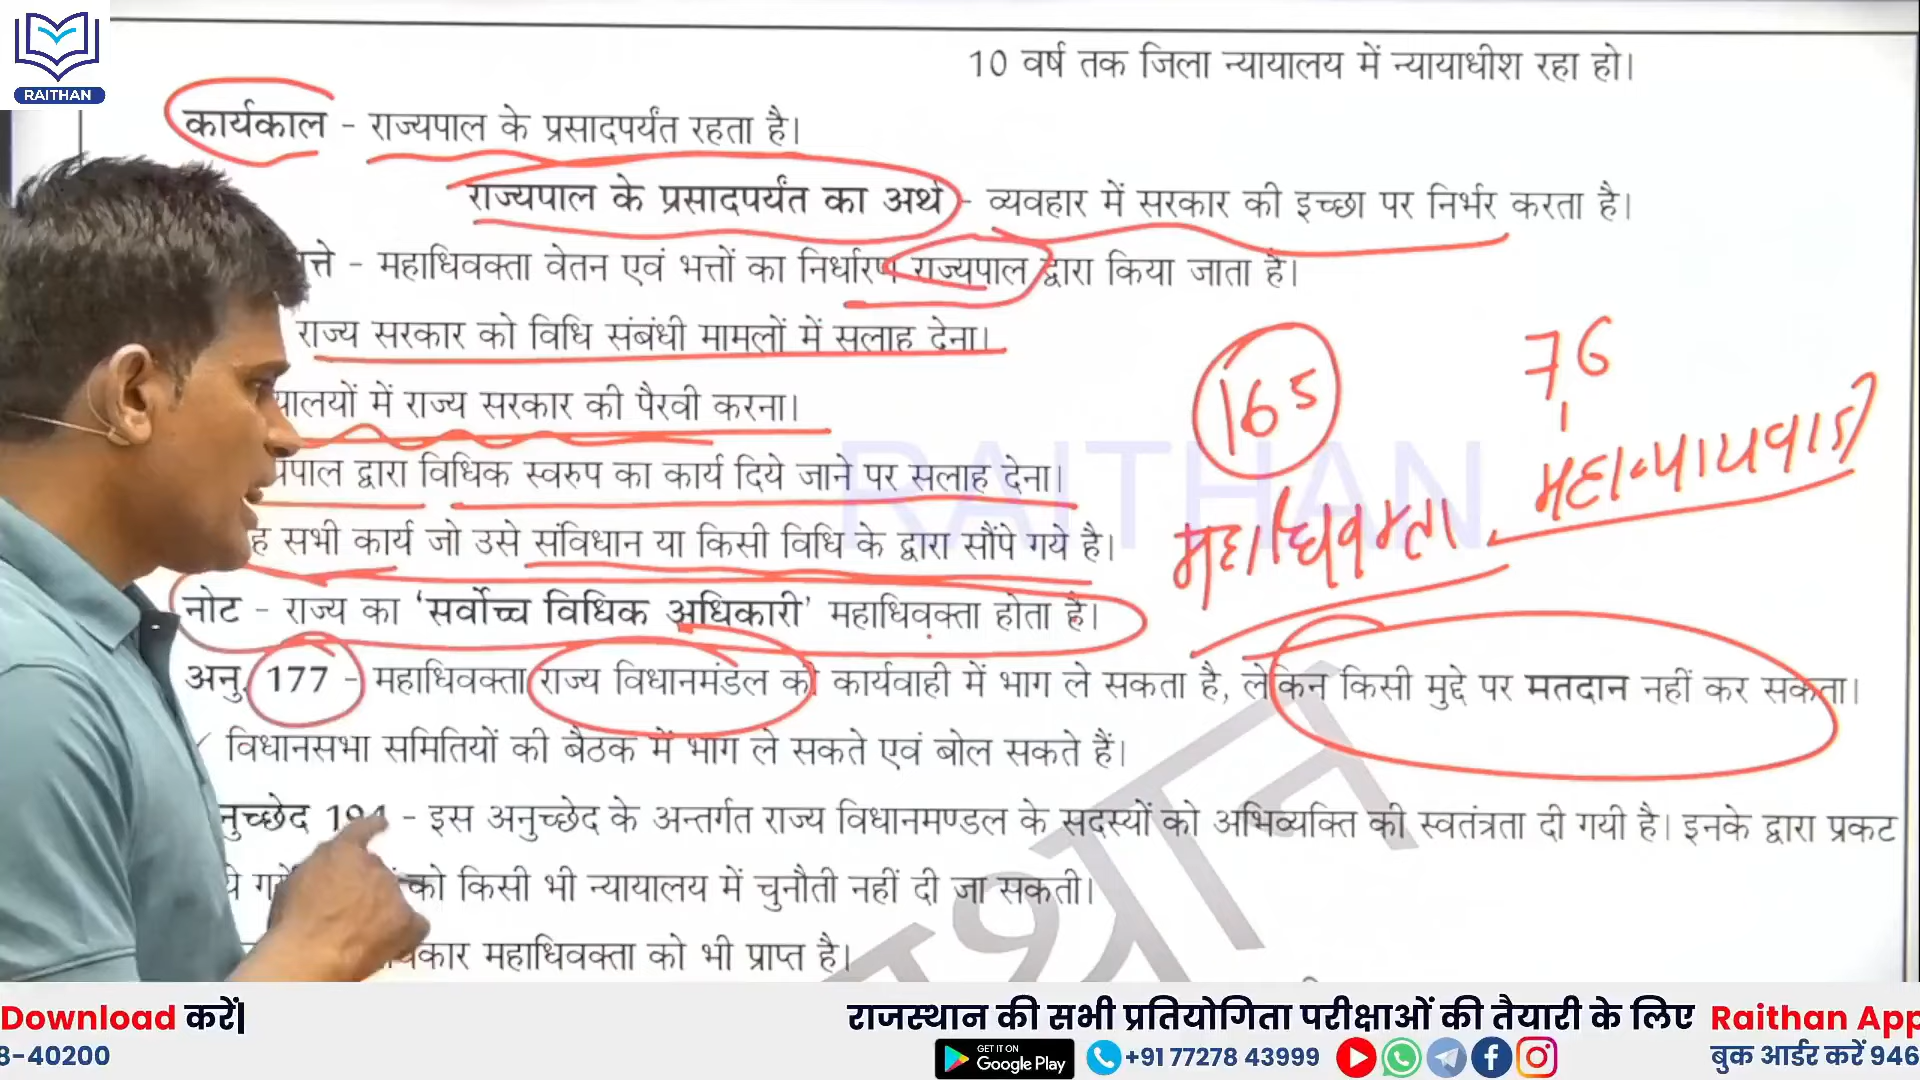 RAITHAN
10 वर्ष तक जिला न्यायालय में न्यायाधीश रहा हो।
कार्यकाल - राज्यपाल के प्रसादपर्यंत रहता है।
राज्यपाल के प्रसादपर्यंत का अर्थ - व्यवहार में सरकार की इच्छा पर निर्भर करता है।
- महाधिवक्ता वेतन एवं भत्तों का निर्धारण राज्यपाल द्वारा किया जाता है।
राज्य सरकार को विधि संबंधी मामलों में सलाह देना।
में राज्य सरकार की पैरवी करना।
द्वारा विधिक स्वरुप का कार्य दिये जाने पर सलाह देना।
सभी कार्य जो उसे संविधान या किसी विधि के द्वारा सौंपे गये है।
165
76
महान्यायवादी
महाधिवक्ता
RAITHAN
नोट - राज्य का ‘सर्वोच्च विधिक अधिकारी’ महाधिवक्ता होता है।
अनु. 177 - महाधिवक्ता राज्य विधानमंडल की कार्यवाही में भाग ले सकता है, लेकिन किसी मुद्दे पर मतदान नहीं कर सकता।
✓ विधानसभा समितियों की बैठक में भाग ले सकते एवं बोल सकते हैं।
194 - इस अनुच्छेद के अन्तर्गत राज्य विधानमण्डल के सदस्यों को अभिव्यक्ति की स्वतंत्रता दी गयी है। इनके द्वारा प्रकट
को किसी भी न्यायालय में चुनौती नहीं दी जा सकती।
महाधिवक्ता को भी प्राप्त है।
Download करें| राजस्थान की सभी प्रतियोगिता परीक्षाओं की तैयारी के लिए Raithan App
8-40200 GET IT ON Google Play +91 77278 43999 बुक आर्डर करें 946